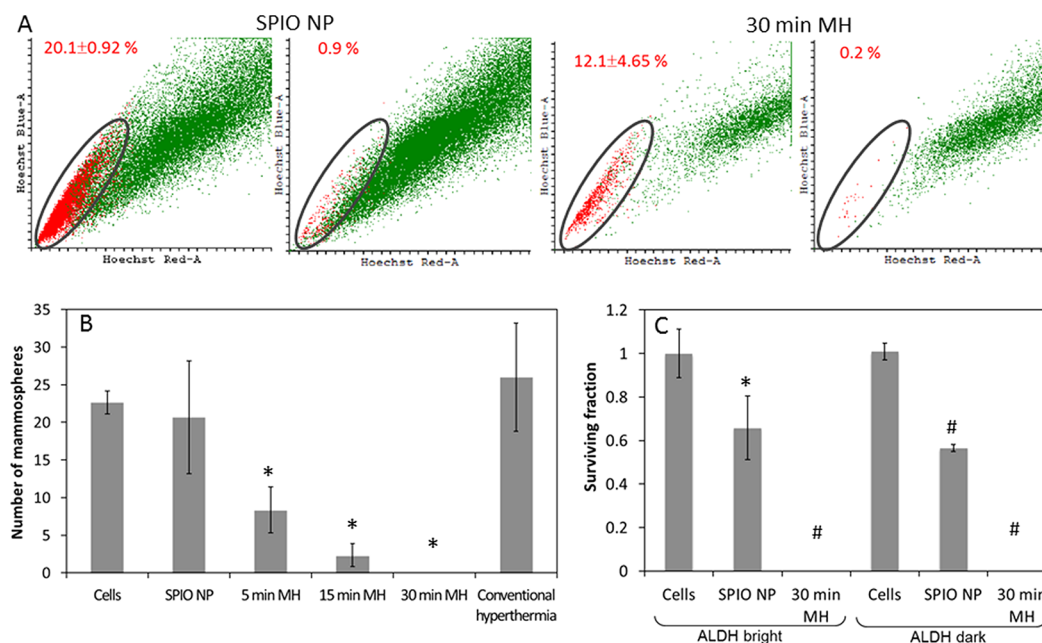 A
SPIO NP
30 min MH
20.1±0.92 %
0.9 %
12.1±4.65 %
0.2 %
Hoechst Blue-A
Hoechst Blue-A
Hoechst Blue-A
Hoechst Blue-A
Hoechst Red-A
Hoechst Red-A
Hoechst Red-A
Hoechst Red-A
B
Number of mammospheres
35
30
25
20
15
10
5
0
*
*
*
Cells
SPIO NP
5 min MH
15 min MH
30 min MH
Conventional
hyperthermia
C
Surviving fraction
1.2
1
0.8
0.6
0.4
0.2
0
*
#
#
#
Cells
SPIO NP
30 min
MH
Cells
SPIO NP
30 min
MH
ALDH bright
ALDH dark